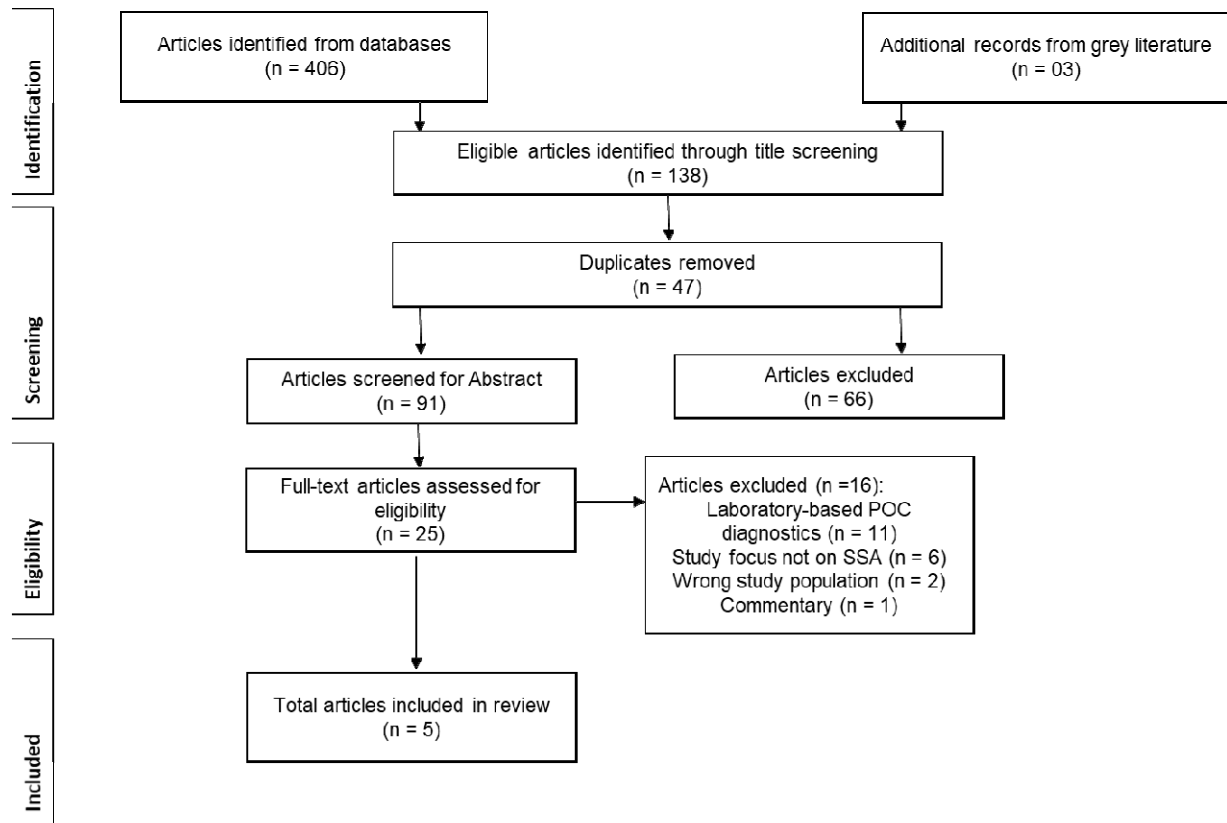 Articles identified from databases
(n = 406)
Additional records from grey literature
(n = 03)
Identification
Eligible articles identified through title screening
(n = 138)
Duplicates removed
(n = 47)
Screening
Articles screened for Abstract
(n = 91)
Articles excluded
(n = 66)
Full-text articles assessed for
eligibility
(n = 25)
Articles excluded (n =16):
Laboratory-based POC
diagnostics (n = 11)
Study focus not on SSA (n = 6)
Wrong study population (n = 2)
Commentary (n = 1)
Eligibility
Total articles included in review
(n = 5)
Included